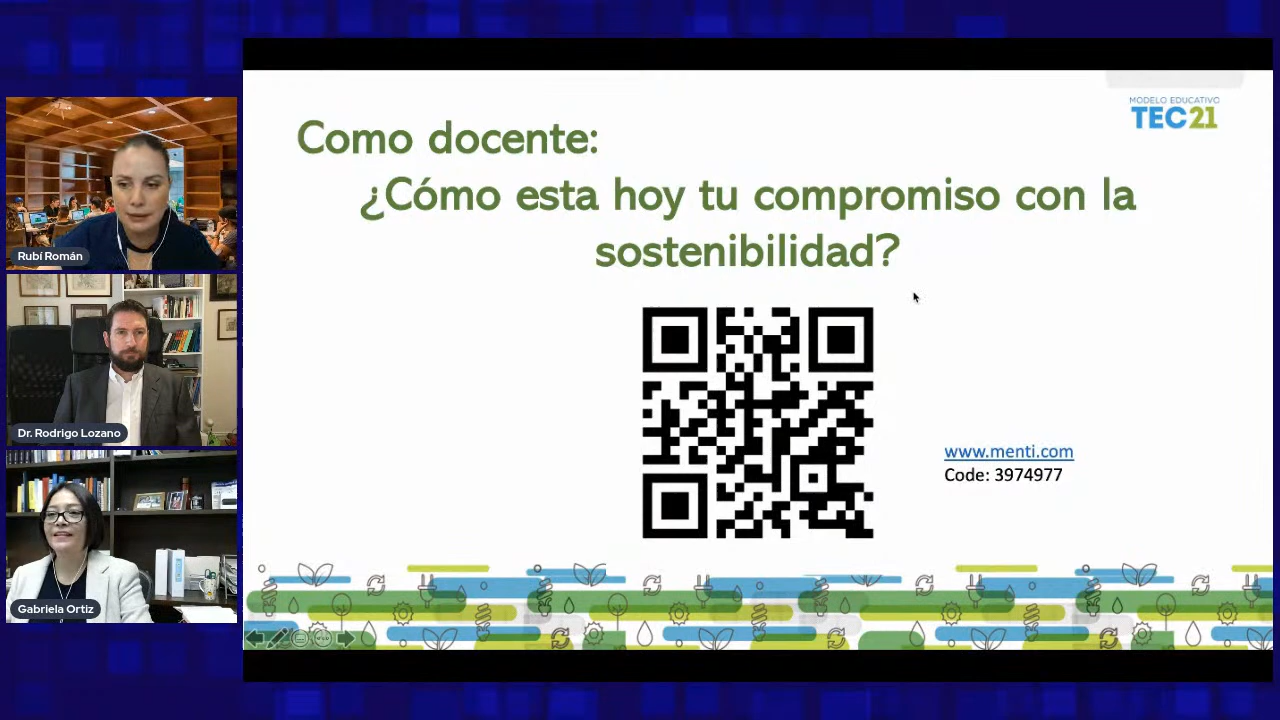 MODELO EDUCATIVO
TEC21
Como docente:
¿Cómo esta hoy tu compromiso con la
sostenibilidad?
www.menti.com
Code: 3974977
Rubí Román
Dr. Rodrigo Lozano
Gabriela Ortiz